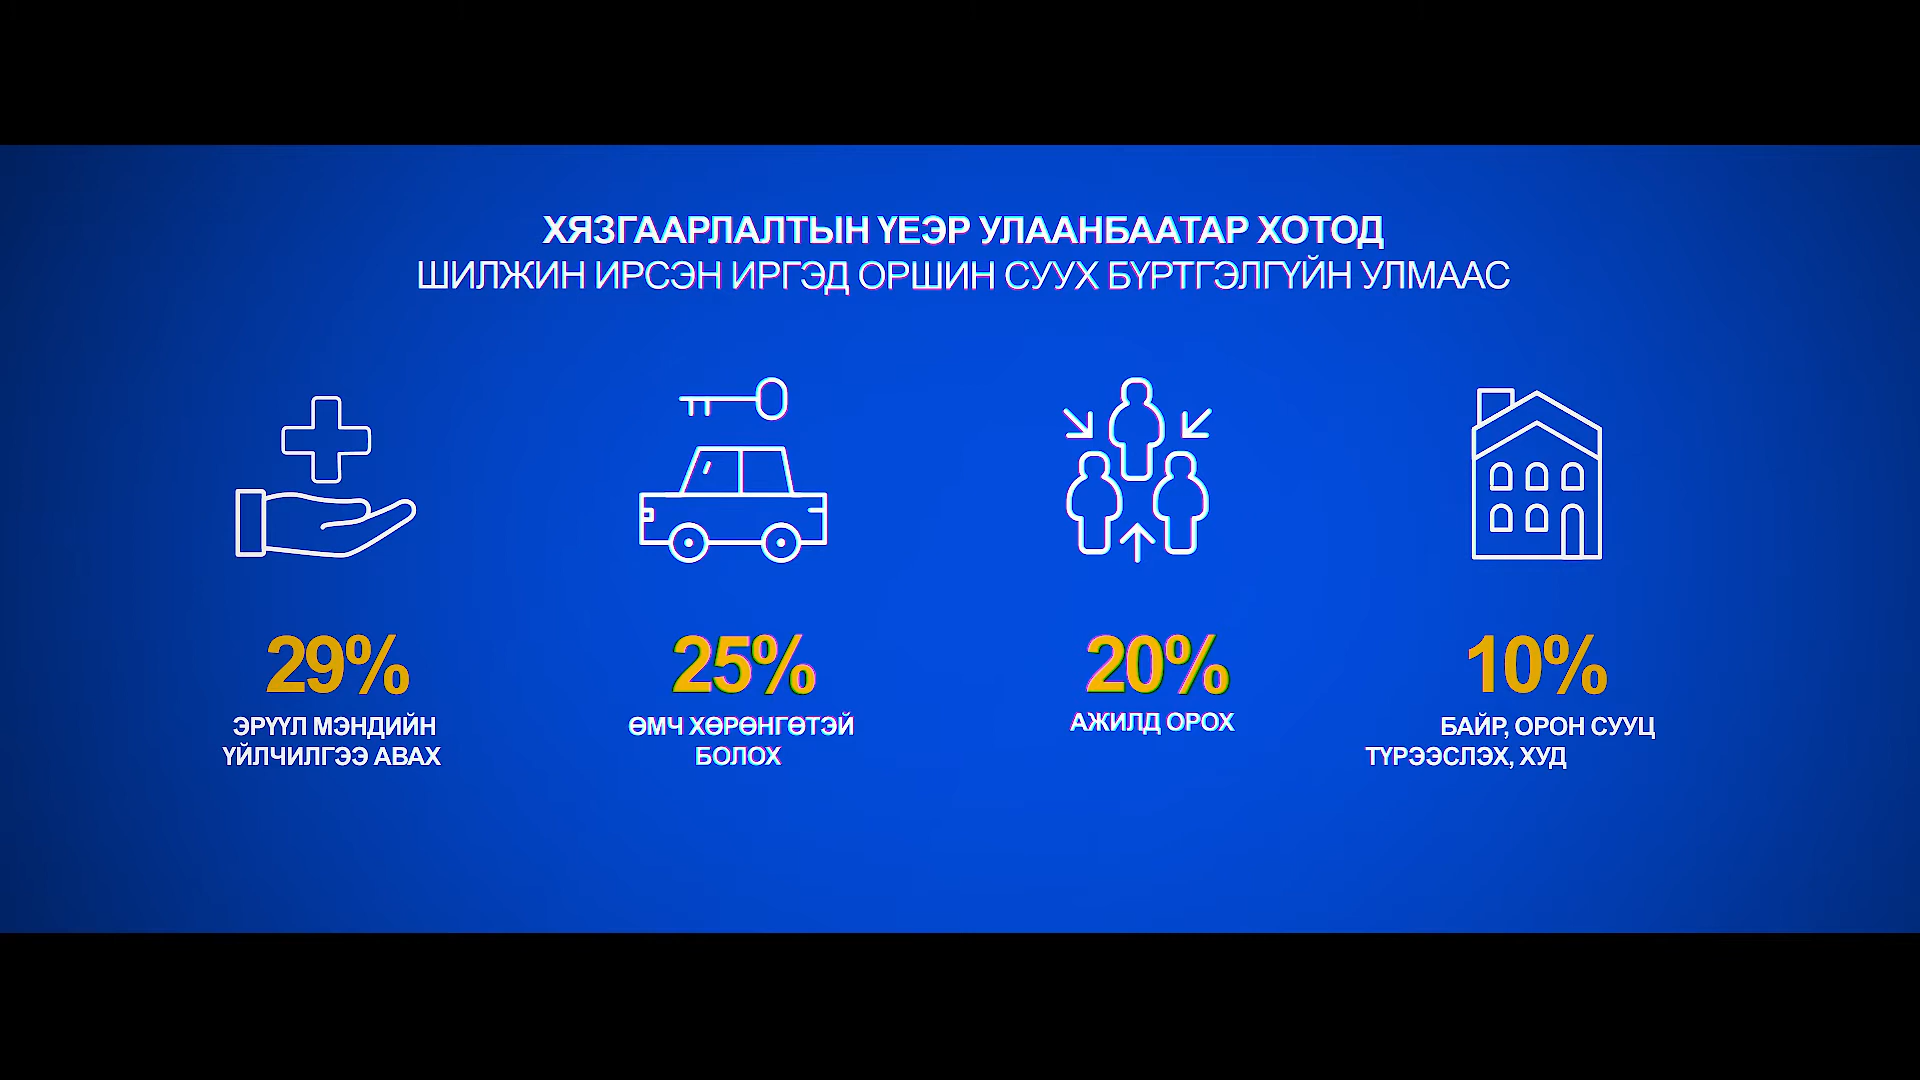 ХЯЗГААРЛАЛТЫН ҮЕЭР УЛААНБААТАР ХОТОД
ШИЛЖИН ИРСЭН ИРГЭД ОРШИН СУУХ БҮРТГЭЛГҮЙН УЛМААС
29%
ЭРҮҮЛ МЭНДИЙН
ҮЙЛЧИЛГЭЭ АВАХ
25%
ӨМЧ ХӨРӨНГӨТЭЙ
БОЛОХ
20%
АЖИЛД ОРОХ
10%
БАЙР, ОРОН СУУЦ
ТҮРЭЭСЛЭХ, ХУД